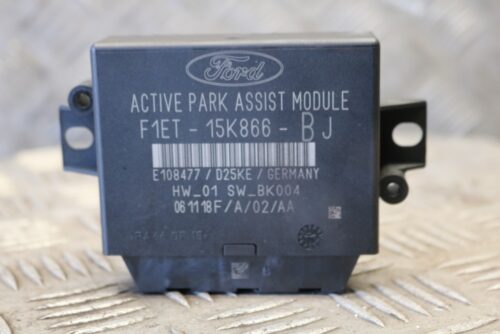 Ford
ACTIVE PARK ASSIST MODULE
F1ET - 15K866 - BJ
E108477 / D25KE / GERMANY
HW_01 SW_BK004
061118F/A/02/AA